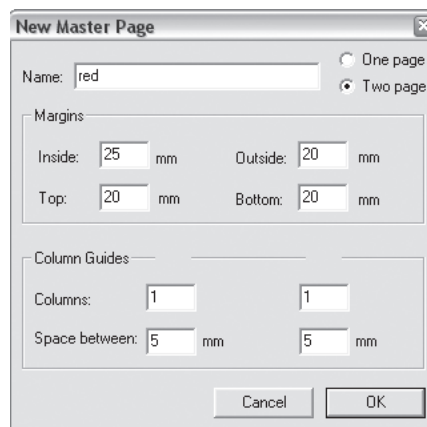 New Master Page
One page
Name: red
Two page
Margins
Inside: 25 mm Outside: 20 mm
Top: 20 mm Bottom: 20 mm
Column Guides
Columns: 1 1
Space between: 5 mm 5 mm
Cancel OK